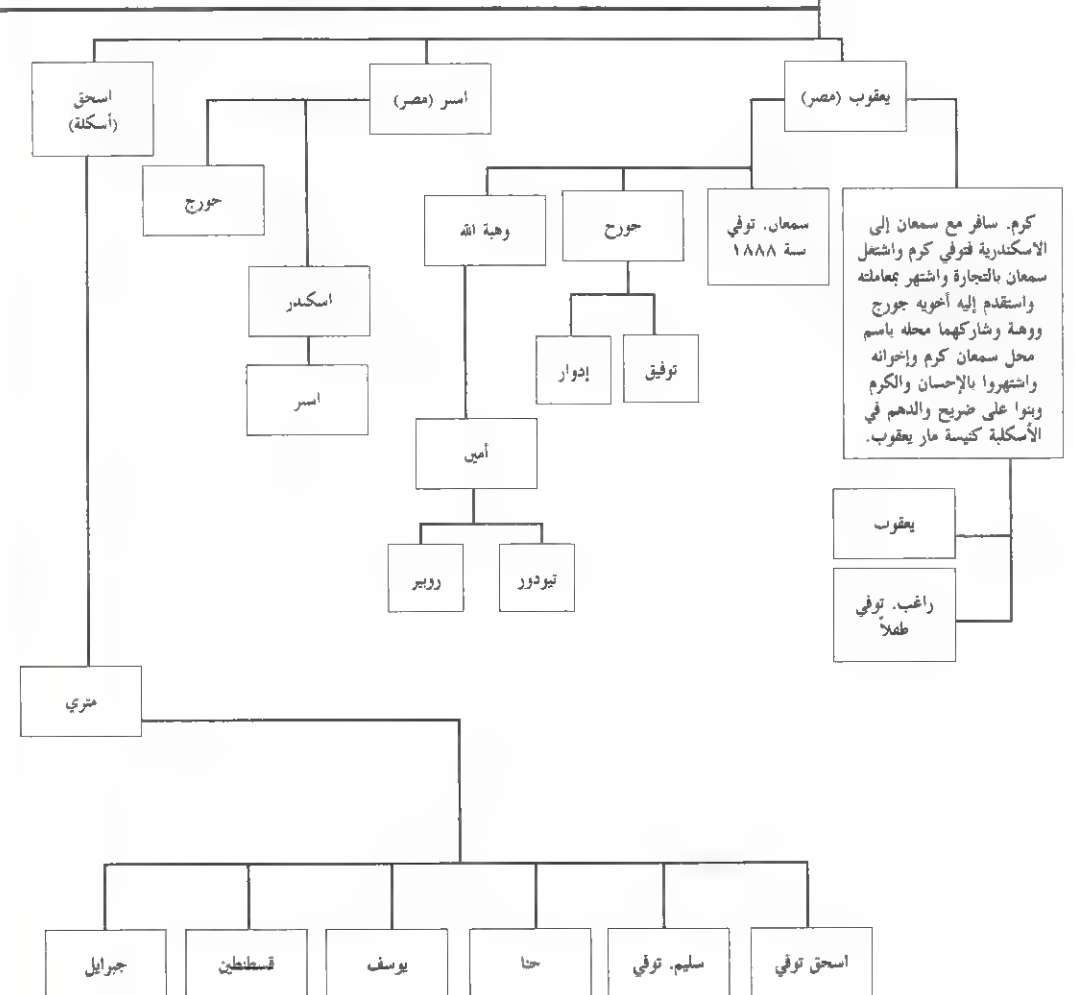 يعقوب (مصر)
اسر (مصر)
اسحق
(أسكلة)
كرم. سافر مع سمعان إلى
الاسكندرية فتوفي كرم واشتغل
سمعان بالتجارة واشتهر بمعاملته
واستقدم إليه أخويه جورج
ووهبة وشاركهما محله باسم
محل سمعان كرم وإخوانه
واشتهروا بالإحسان والكرم
وبنوا على ضريح والدهم في
الأسكلبة كنيسة مار يعقوب.
سمعان. توفي
سنة ١٨٨٨
جورج
وهبة الله
جورج
اسكندر
توفيق
إدوار
اسر
أمين
يعقوب
تيودور
روبير
راغب. توفي
طفلاً
متري
اسحق توفي
سليم. توفي
حنا
يوسف
قسطنطين
جبرايل